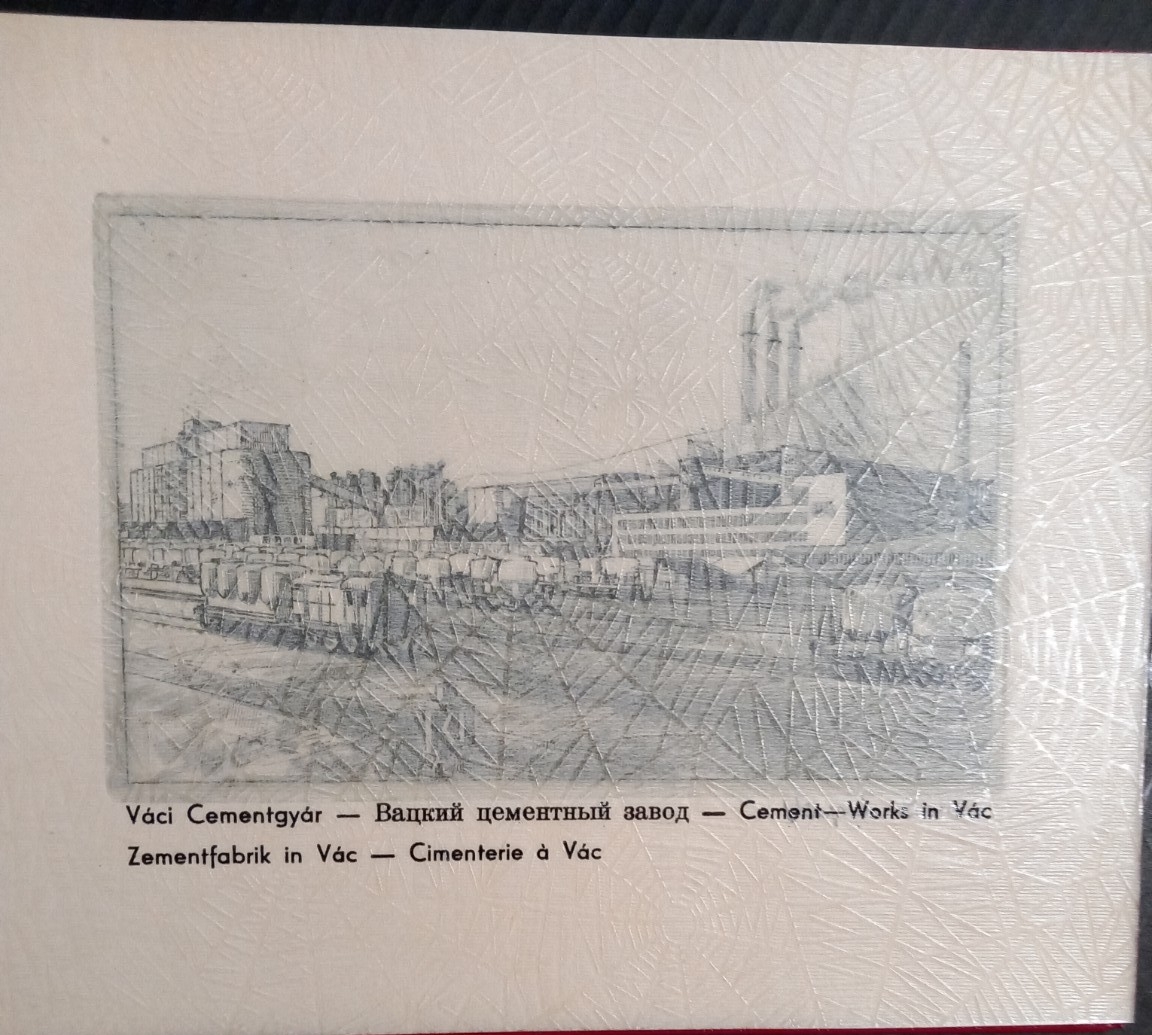 Váci Cementgyár — Вацкий цементный завод — Cement—Works in Vác
Zementfabrik in Vác — Cimenterie à Vác